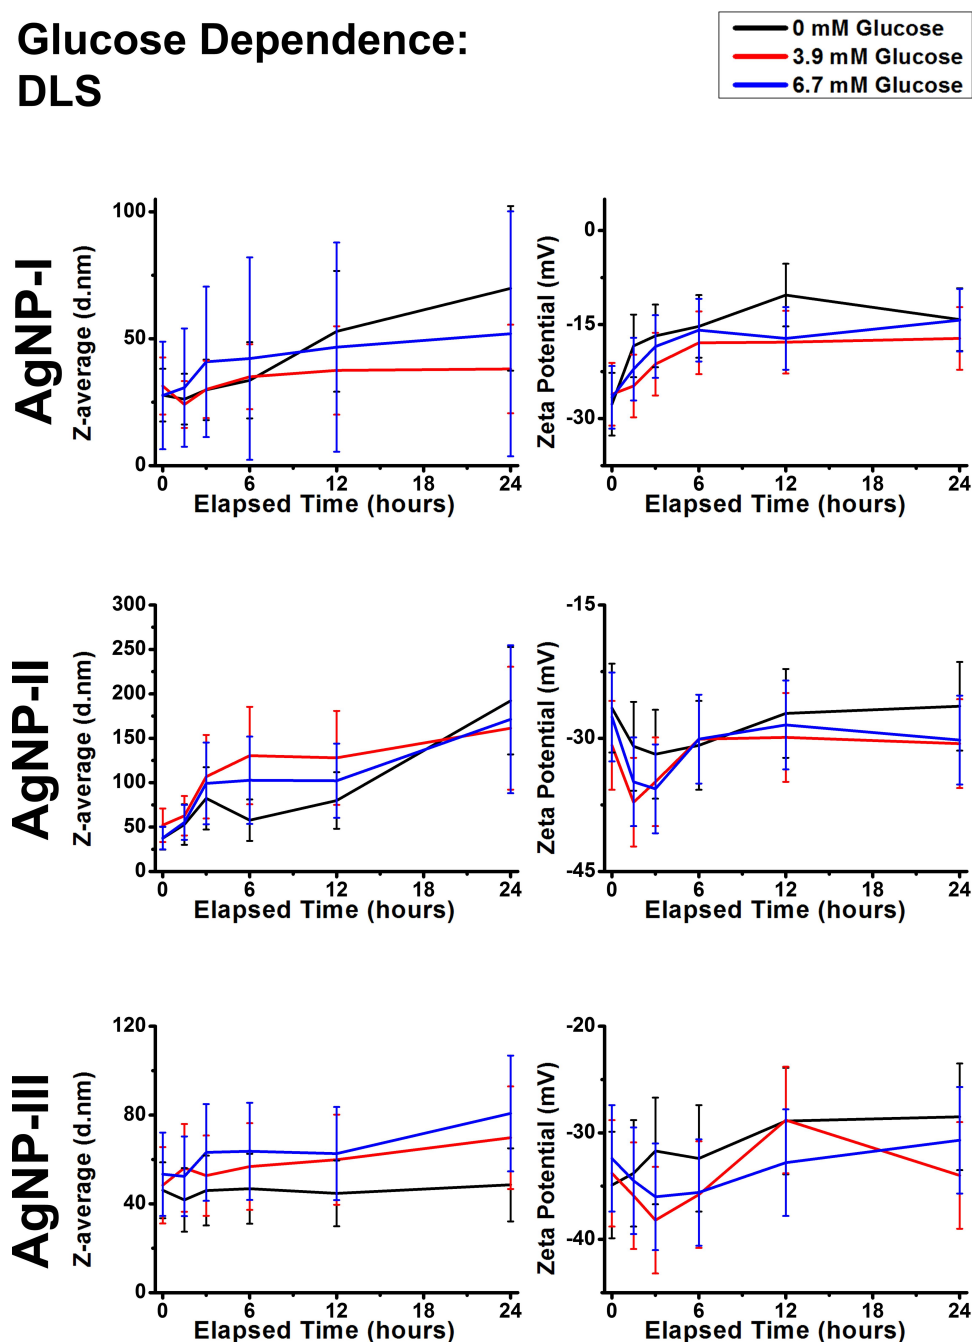 Glucose Dependence:
DLS
0 mM Glucose
3.9 mM Glucose
6.7 mM Glucose
AgNP-I
Z-average (d.nm)
100
50
0
0 6 12 18 24
Elapsed Time (hours)
Zeta Potential (mV)
0
-15
-30
0 6 12 18 24
Elapsed Time (hours)
AgNP-II
Z-average (d.nm)
300
250
200
150
100
50
0
0 6 12 18 24
Elapsed Time (hours)
Zeta Potential (mV)
-15
-30
-45
0 6 12 18 24
Elapsed Time (hours)
AgNP-III
Z-average (d.nm)
120
80
40
0
0 6 12 18 24
Elapsed Time (hours)
Zeta Potential (mV)
-20
-30
-40
0 6 12 18 24
Elapsed Time (hours)